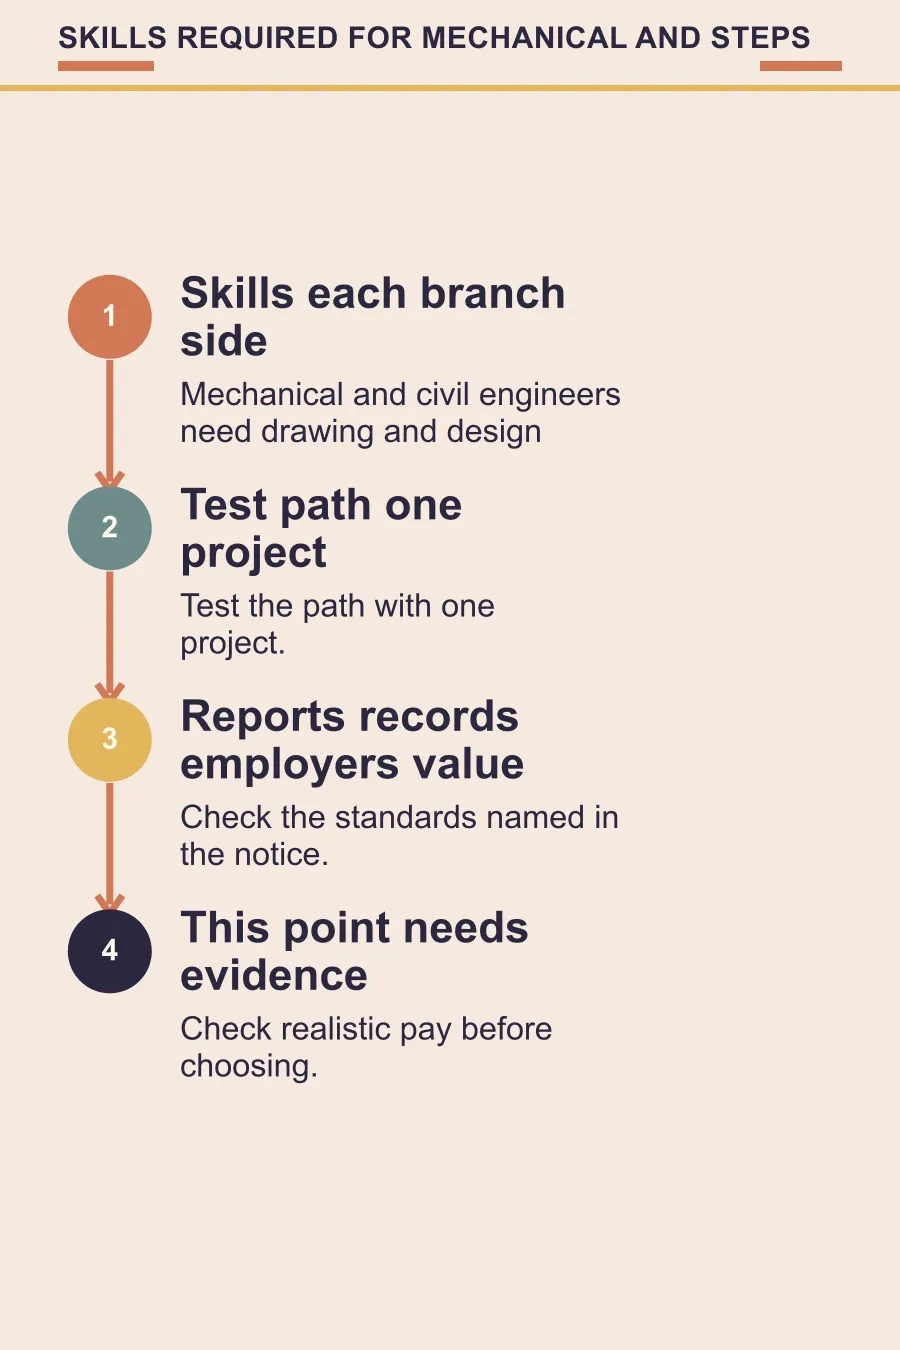 SKILLS REQUIRED FOR MECHANICAL AND STEPS
1
Skills each branch
side
Mechanical and civil engineers
need drawing and design
2
Test path one
project
Test the path with one
project.
3
Reports records
employers value
Check the standards named in
the notice.
4
This point needs
evidence
Check realistic pay before
choosing.